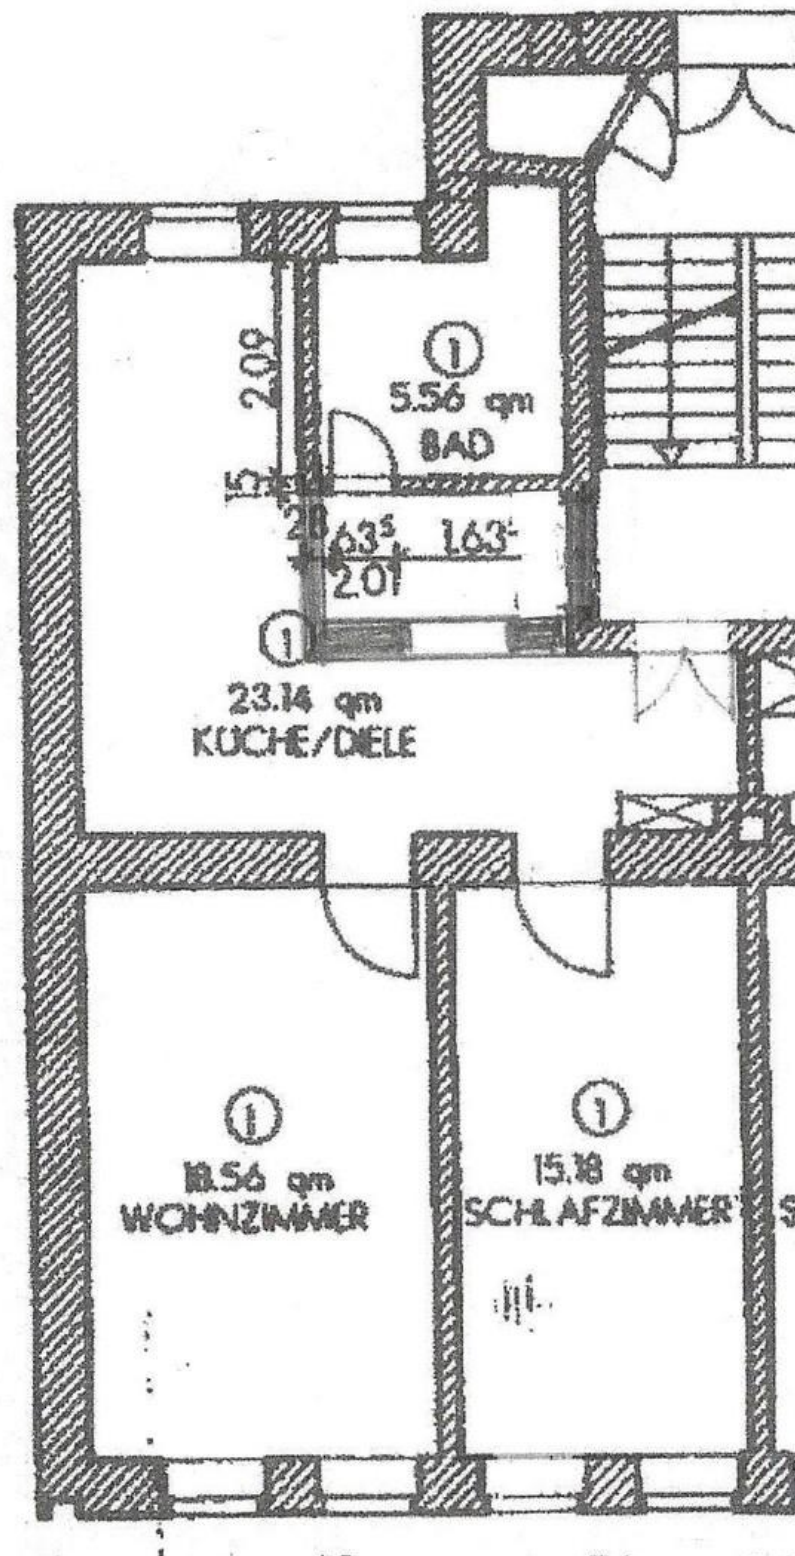 2.09
1
5.56 qm
BAD
15
63⁵
1.63⁵
2.01
1
23.14 qm
KÜCHE/DIELE
1
18.56 qm
WOHNZIMMER
1
15.18 qm
SCHLAFZIMMER
S